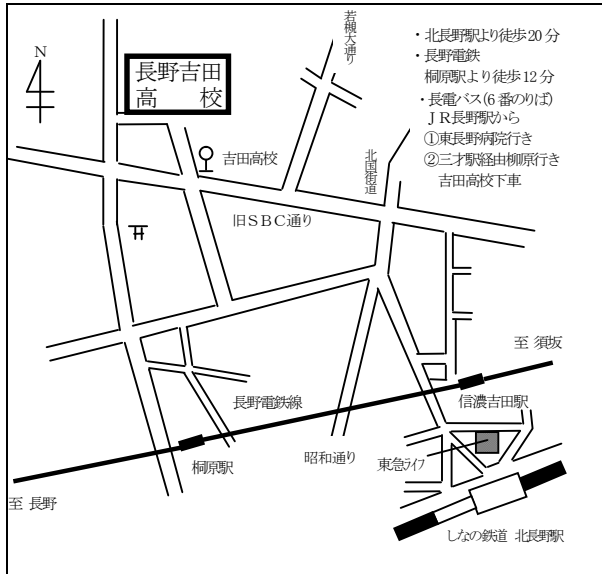 N
長野吉田
高　校
若槻大通り
・北長野駅より徒歩20分
・長野電鉄
桐原駅より徒歩12分
・長電バス(6番のりば)
ＪＲ長野駅から
①東長野病院行き
②三才駅経由柳原行き
吉田高校下車
吉田高校
北国街道
旧ＳＢＣ通り
至 須坂
長野電鉄線
信濃吉田駅
桐原駅
昭和通り
東急ﾗｲﾌ
至 長野
しなの鉄道 北長野駅